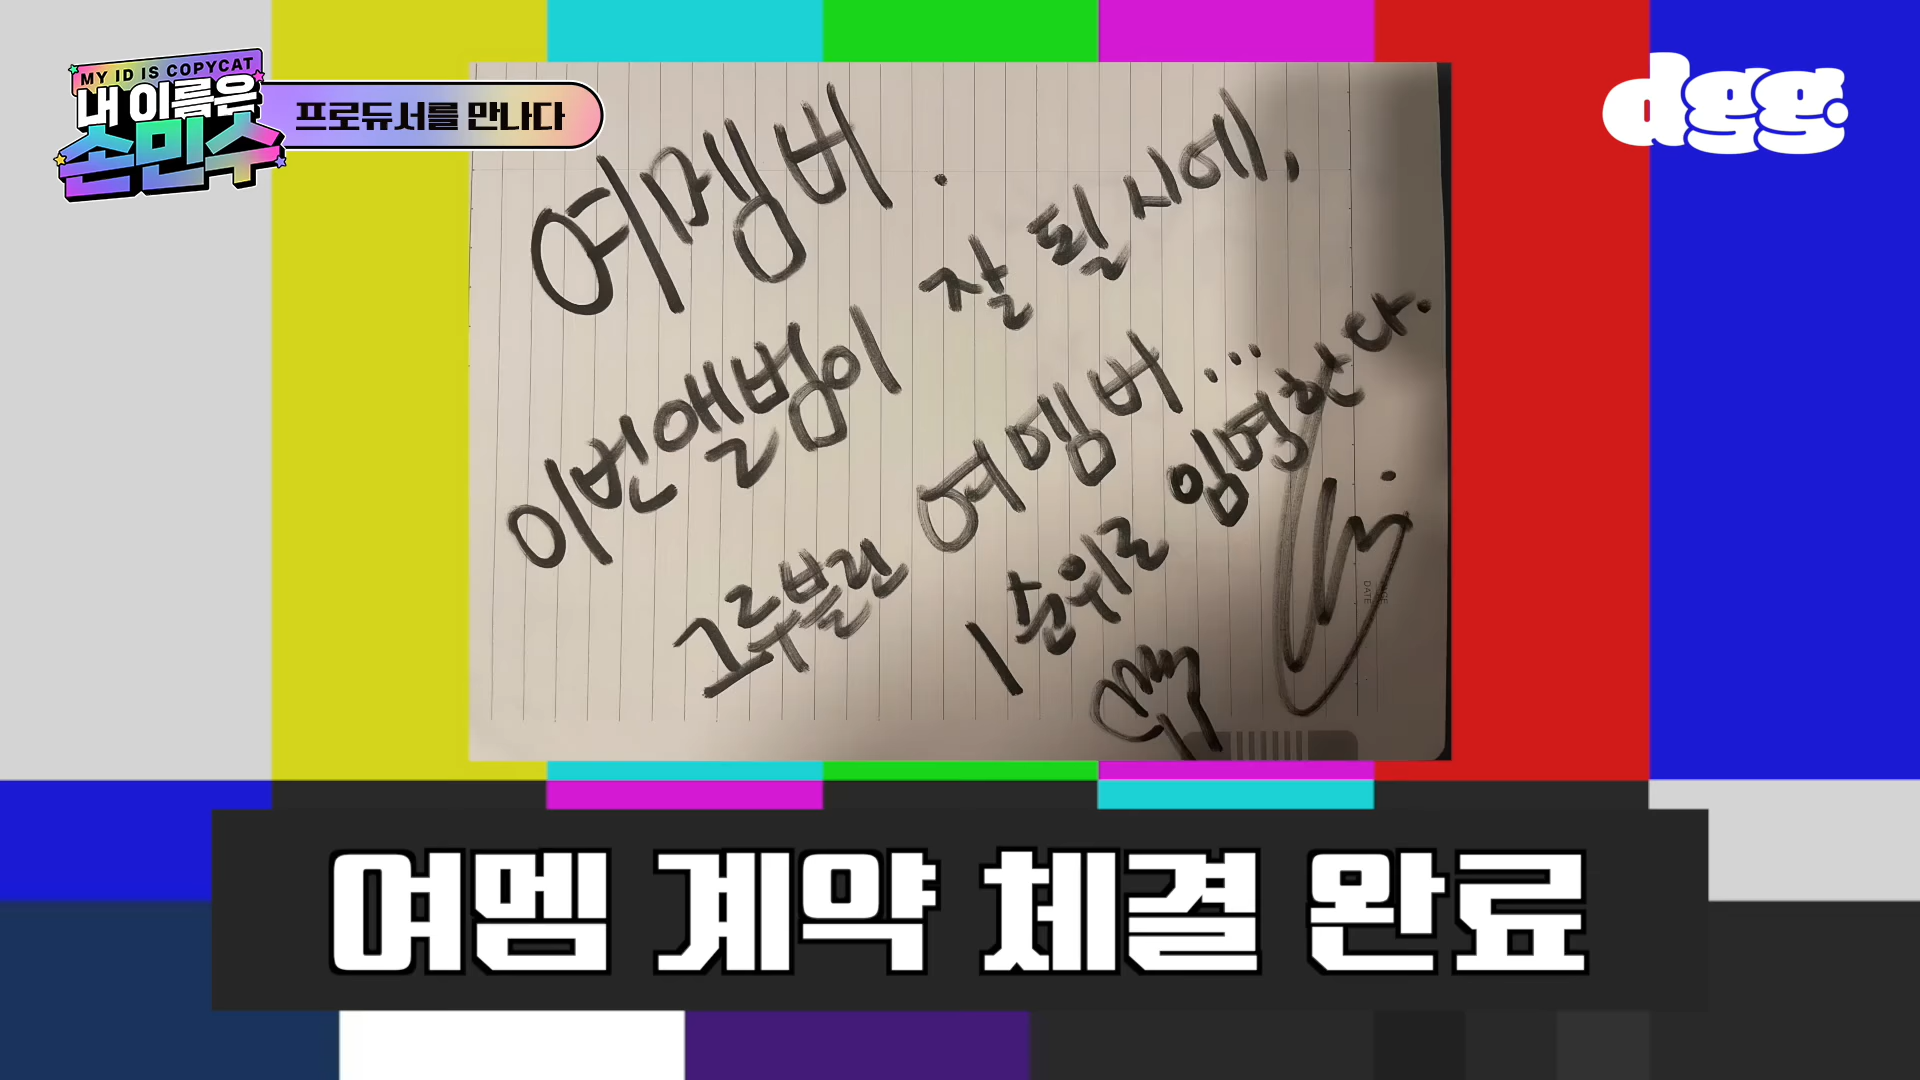 MY ID IS COPYCAT
내 이름은
손민수
프로듀서를 만나다
dgg.
여멤버.
이번 앨범이 잘 될 시에,
그루블린 여멤버...
1순위로 임명한다.
여멤 계약 체결 완료